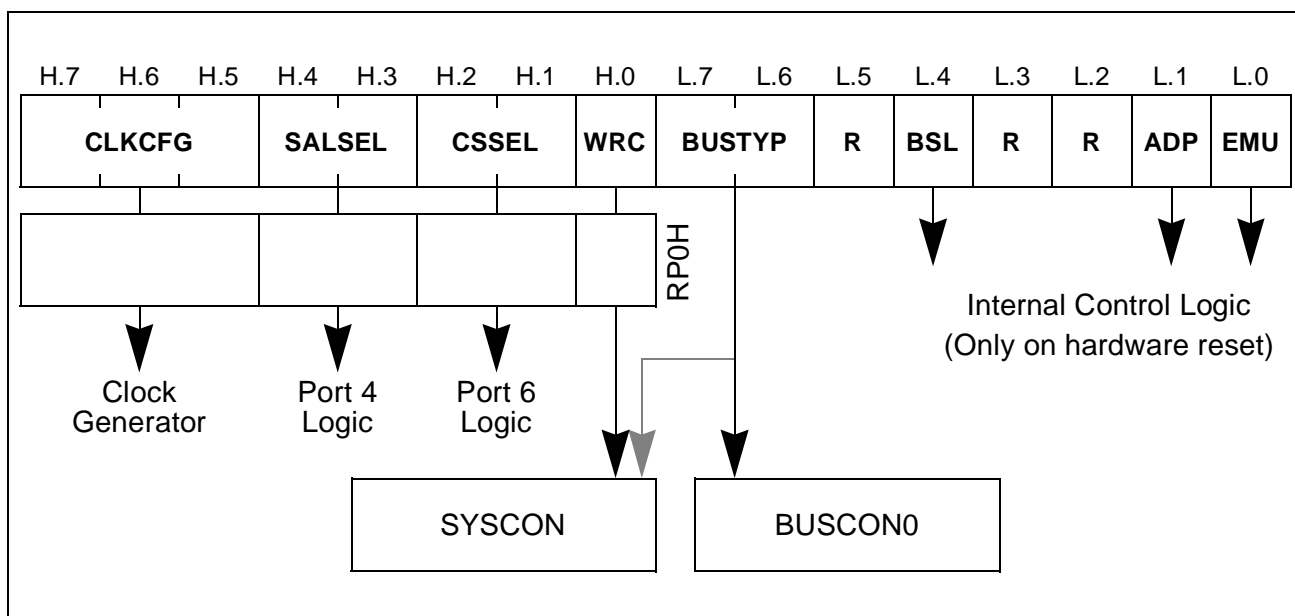 H.7 H.6 H.5 H.4 H.3 H.2 H.1 H.0 L.7 L.6 L.5 L.4 L.3 L.2 L.1 L.0
CLKCFG SALSEL CSSEL WRC BUSTYP R BSL R R ADP EMU
RP0H
Internal Control Logic
(Only on hardware reset)
Clock
Generator
Port 4
Logic
Port 6
Logic
SYSCON
BUSCON0